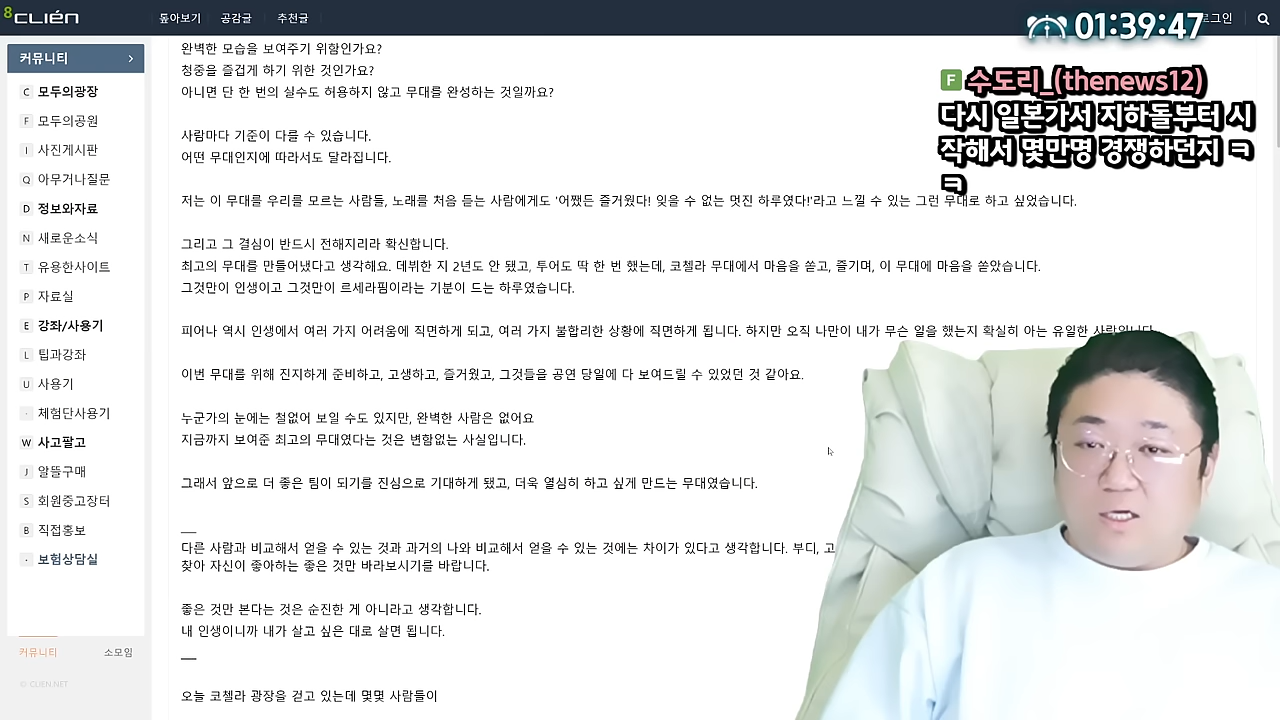 8 CLIÉN
톺아보기 공감글 추천글
로그인
01:39:47
커뮤니티
C 모두의광장
F 모두의공원
I 사진게시판
Q 아무거나질문
D 정보와자료
N 새로운소식
T 유용한사이트
P 자료실
E 강좌/사용기
L 팁과강좌
U 사용기
· 체험단사용기
W 사고팔고
J 알뜰구매
S 회원중고장터
B 직접홍보
· 보험상담실
커뮤니티 소모임
© CLIEN.NET
완벽한 모습을 보여주기 위함인가요?
청중을 즐겁게 하기 위한 것인가요?
아니면 단 한 번의 실수도 허용하지 않고 무대를 완성하는 것일까요?
사람마다 기준이 다를 수 있습니다.
어떤 무대인지에 따라서도 달라집니다.
저는 이 무대를 우리를 모르는 사람들, 노래를 처음 듣는 사람에게도 '어쨌든 즐거웠다! 잊을 수 없는 멋진 하루였다!'라고 느낄 수 있는 그런 무대로 하고 싶었습니다.
그리고 그 결심이 반드시 전해지리라 확신합니다.
최고의 무대를 만들어냈다고 생각해요. 데뷔한 지 2년도 안 됐고, 투어도 딱 한 번 했는데, 코첼라 무대에서 마음을 쏟고, 즐기며, 이 무대에 마음을 쏟았습니다.
그것만이 인생이고 그것만이 르세라핌이라는 기분이 드는 하루였습니다.
피어나 역시 인생에서 여러 가지 어려움에 직면하게 되고, 여러 가지 불합리한 상황에 직면하게 됩니다. 하지만 오직 나만이 내가 무슨 일을 했는지 확실히 아는 유일한 사람입니다.
이번 무대를 위해 진지하게 준비하고, 고생하고, 즐거웠고, 그것들을 공연 당일에 다 보여드릴 수 있었던 것 같아요.
누군가의 눈에는 철없어 보일 수도 있지만, 완벽한 사람은 없어요
지금까지 보여준 최고의 무대였다는 것은 변함없는 사실입니다.
그래서 앞으로 더 좋은 팀이 되기를 진심으로 기대하게 됐고, 더욱 열심히 하고 싶게 만드는 무대였습니다.
__
다른 사람과 비교해서 얻을 수 있는 것과 과거의 나와 비교해서 얻을 수 있는 것에는 차이가 있다고 생각합니다. 부디, 고
찾아 자신이 좋아하는 좋은 것만 바라보시기를 바랍니다.
좋은 것만 본다는 것은 순진한 게 아니라고 생각합니다.
내 인생이니까 내가 살고 싶은 대로 살면 됩니다.
__
오늘 코첼라 광장을 걷고 있는데 몇몇 사람들이
F 수도리_(thenews12)
다시 일본가서 지하돌부터 시
작해서 몇만명 경쟁하던지 ㅋ
ㅋ